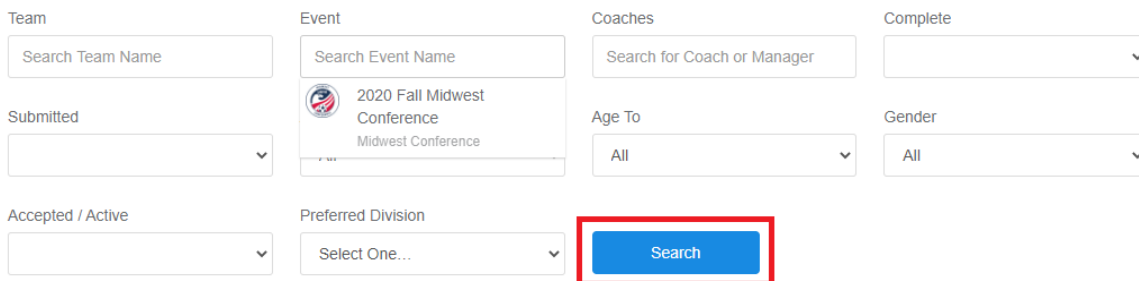 Team Event Coaches Complete
Search Team Name Search Event Name Search for Coach or Manager
2020 Fall Midwest
Conference
Midwest Conference
Submitted Age To Gender
All All
Accepted / Active Preferred Division
Select One... Search